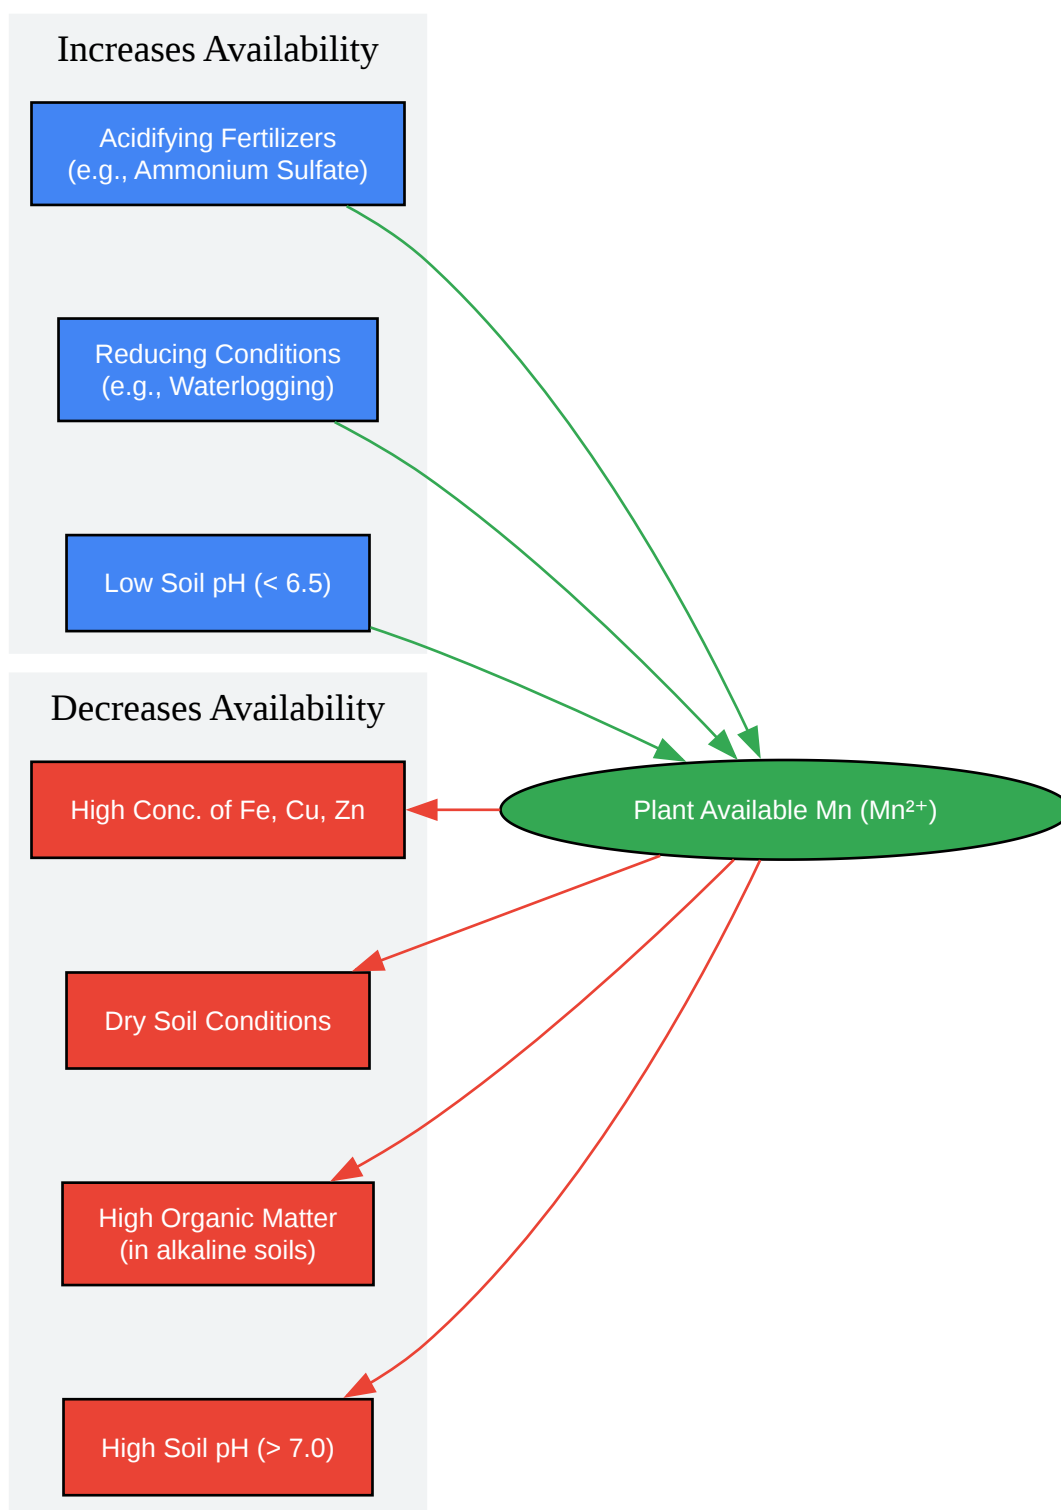 Increases Availability
Acidifying Fertilizers
(e.g., Ammonium Sulfate)
Reducing Conditions
(e.g., Waterlogging)
Low Soil pH (< 6.5)
Decreases Availability
High Conc. of Fe, Cu, Zn
Plant Available Mn (Mn²⁺)
Dry Soil Conditions
High Organic Matter
(in alkaline soils)
High Soil pH (> 7.0)